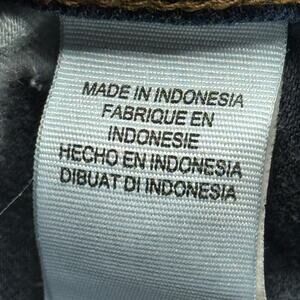 MADE IN INDONESIA
FABRIQUE EN
INDONESIE
HECHO EN INDONESIA
DIBUAT DI INDONESIA